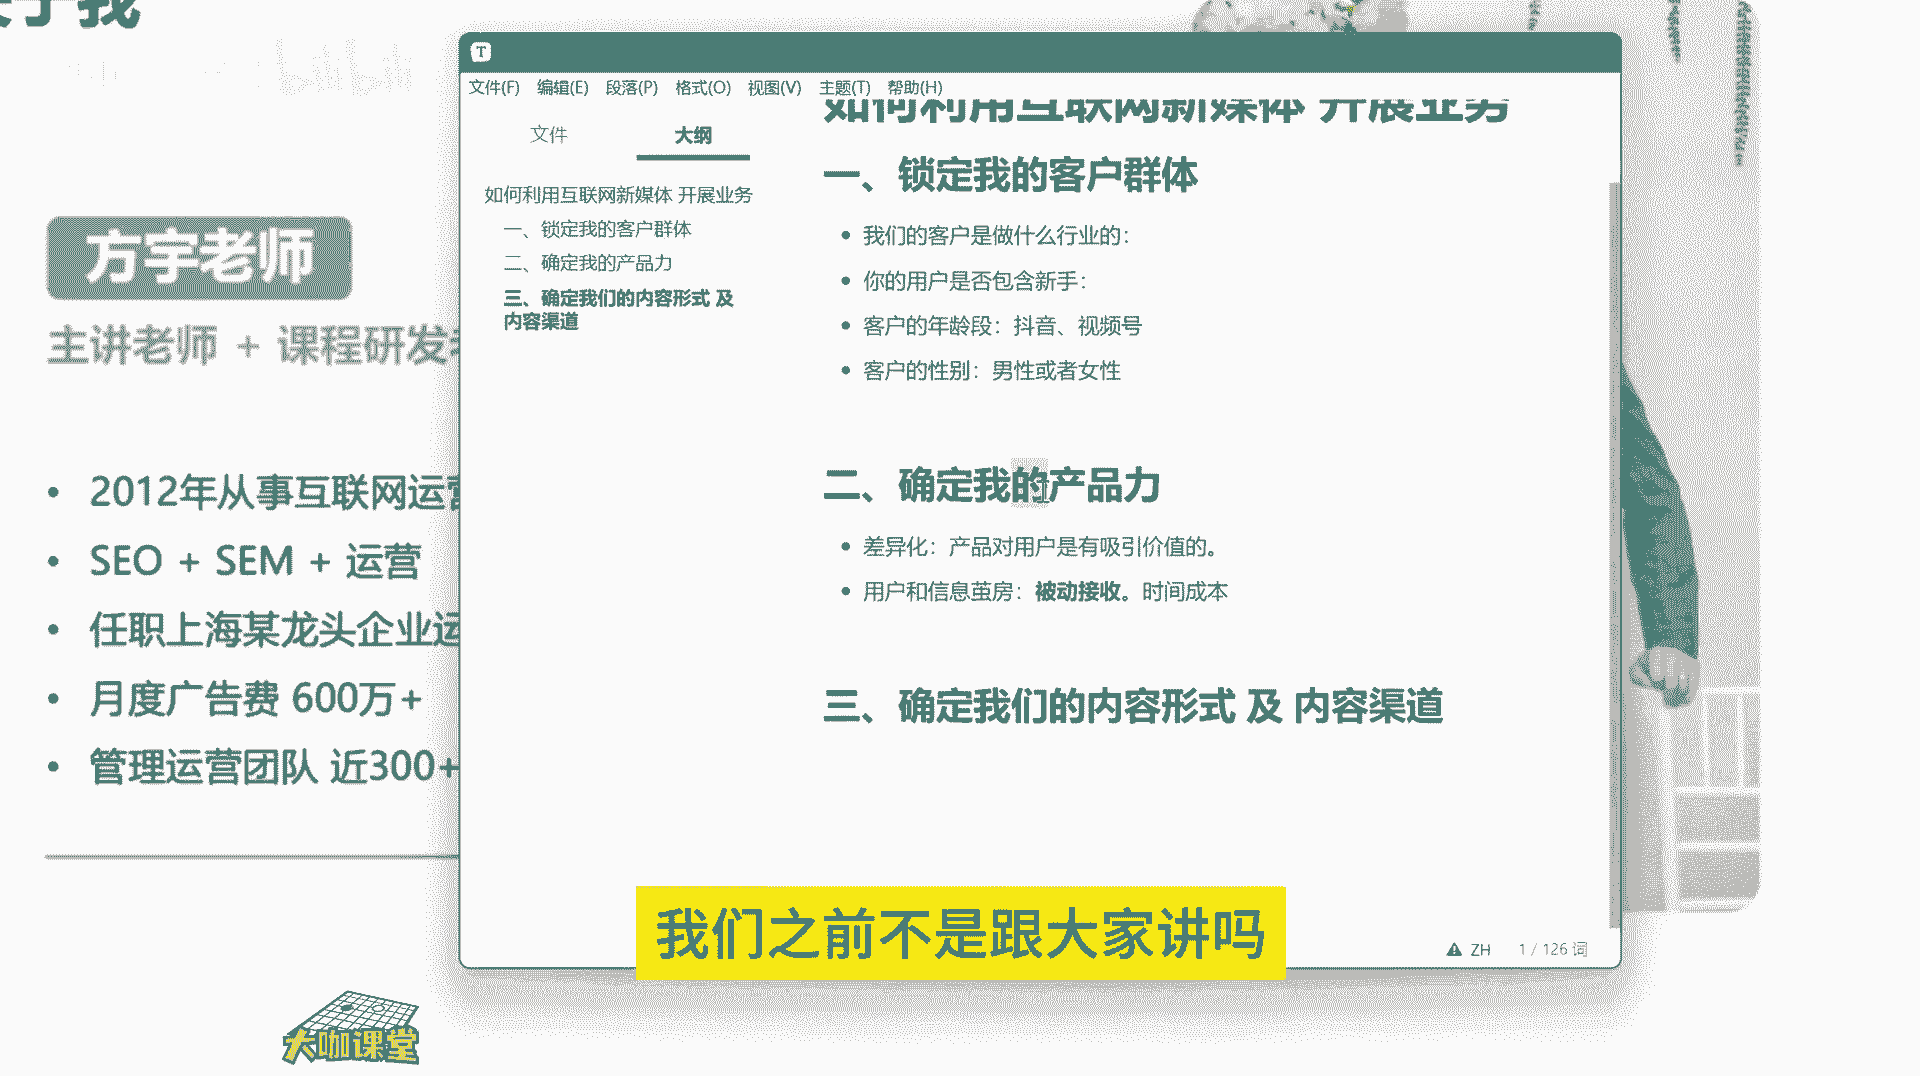 于我
bilibili
方宇老师
主讲老师 + 课程研发
2012年从事互联网运营
SEO + SEM + 运营
任职上海某龙头企业运
月度广告费 600万+
管理运营团队 近300+
大咖课堂
T
文件(F) 编辑(E) 段落(P) 格式(O) 视图(V) 主题(T) 帮助(H)
文件 大纲
如何利用互联网新媒体 开展业务
一、锁定我的客户群体
二、确定我的产品力
三、确定我们的内容形式 及
内容渠道
如何利用互联网新媒体 开展业务
一、锁定我的客户群体
我们的客户是做什么行业的：
你的用户是否包含新手：
客户的年龄段：抖音、视频号
客户的性别：男性或者女性
二、确定我的产品力
差异化：产品对用户是有吸引价值的。
用户和信息茧房：被动接收。时间成本
三、确定我们的内容形式 及 内容渠道
ZH 1 / 126 词
我们之前不是跟大家讲吗